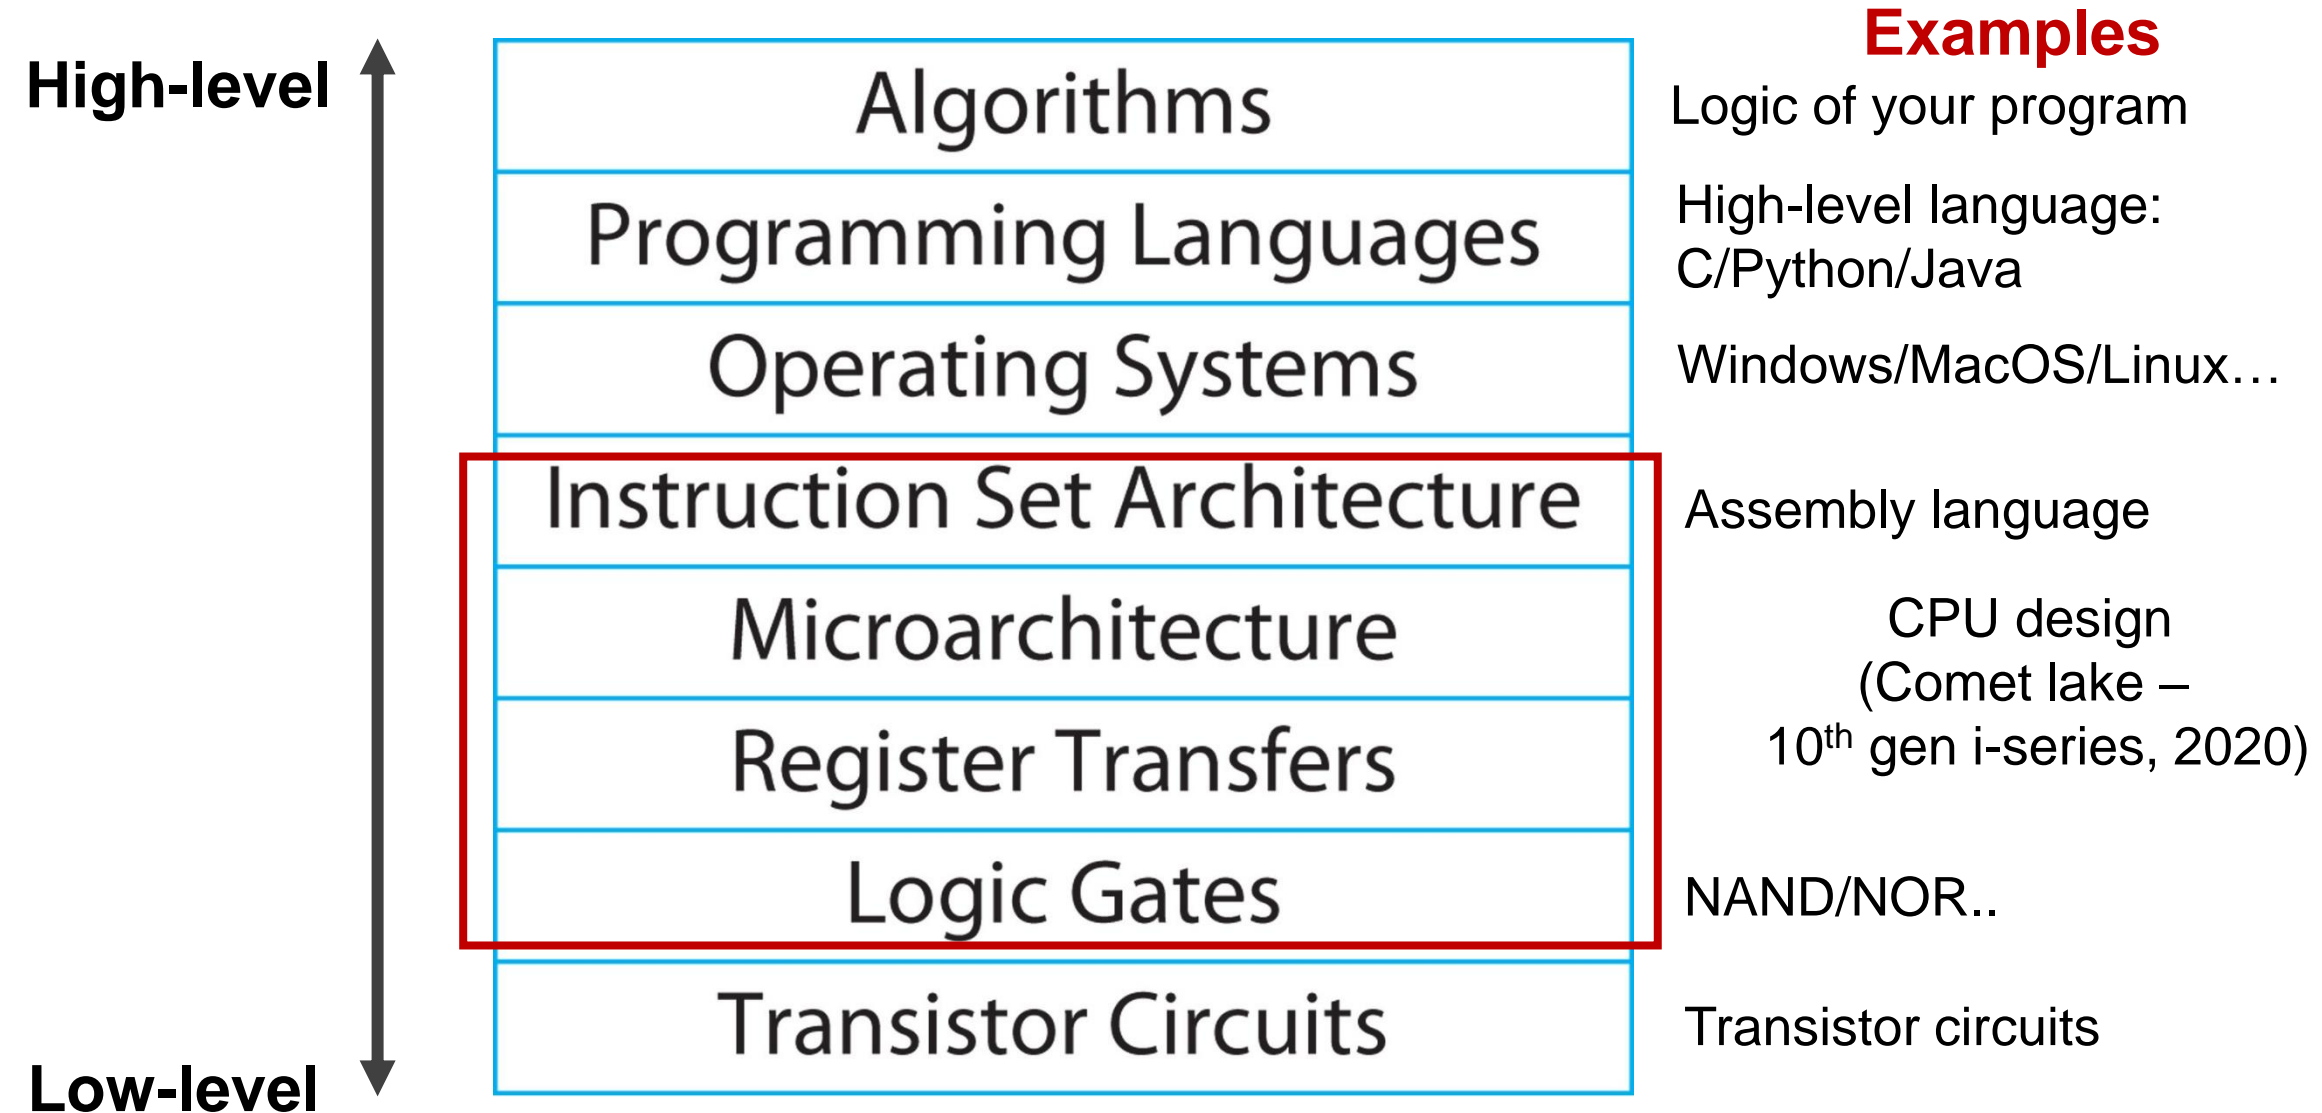 Examples
High-level
Algorithms
Logic of your program
Programming Languages
High-level language:
C/Python/Java
Operating Systems
Windows/MacOS/Linux…
Instruction Set Architecture
Assembly language
Microarchitecture
CPU design
(Comet lake –
10th gen i-series, 2020)
Register Transfers
Logic Gates
NAND/NOR..
Transistor Circuits
Transistor circuits
Low-level